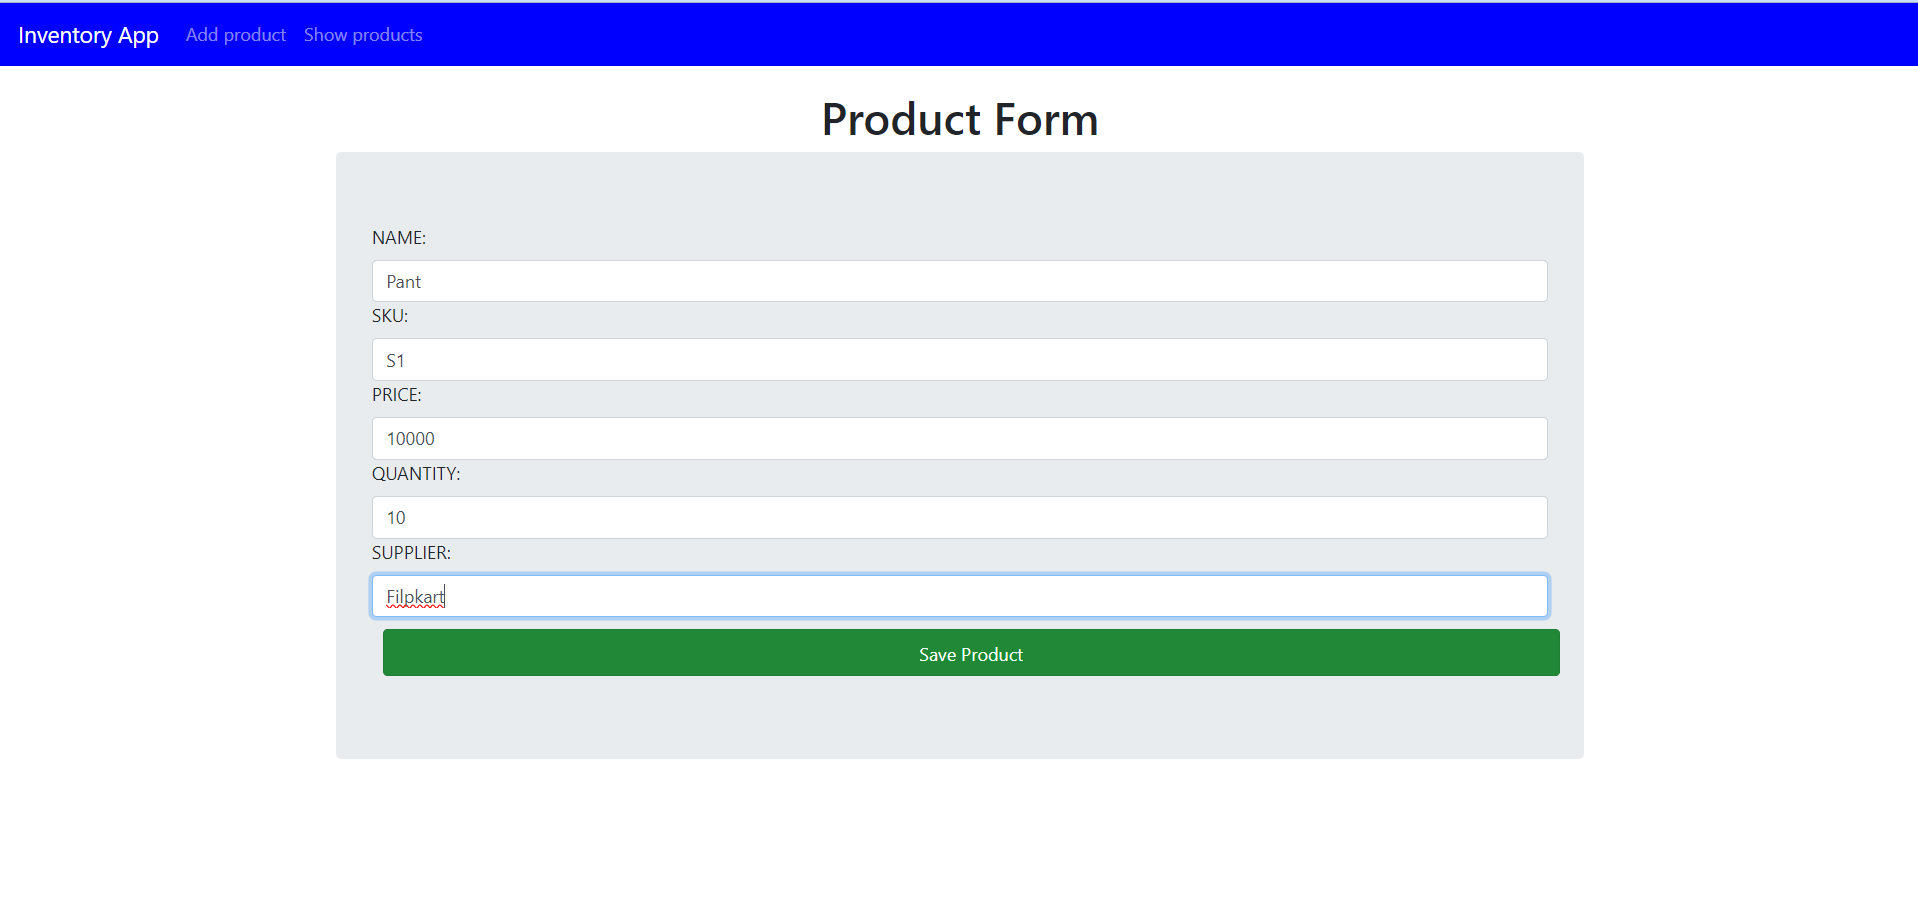 Inventory App Add product Show products
Product Form
NAME:
Pant
SKU:
S1
PRICE:
10000
QUANTITY:
10
SUPPLIER:
Filpkart
Save Product